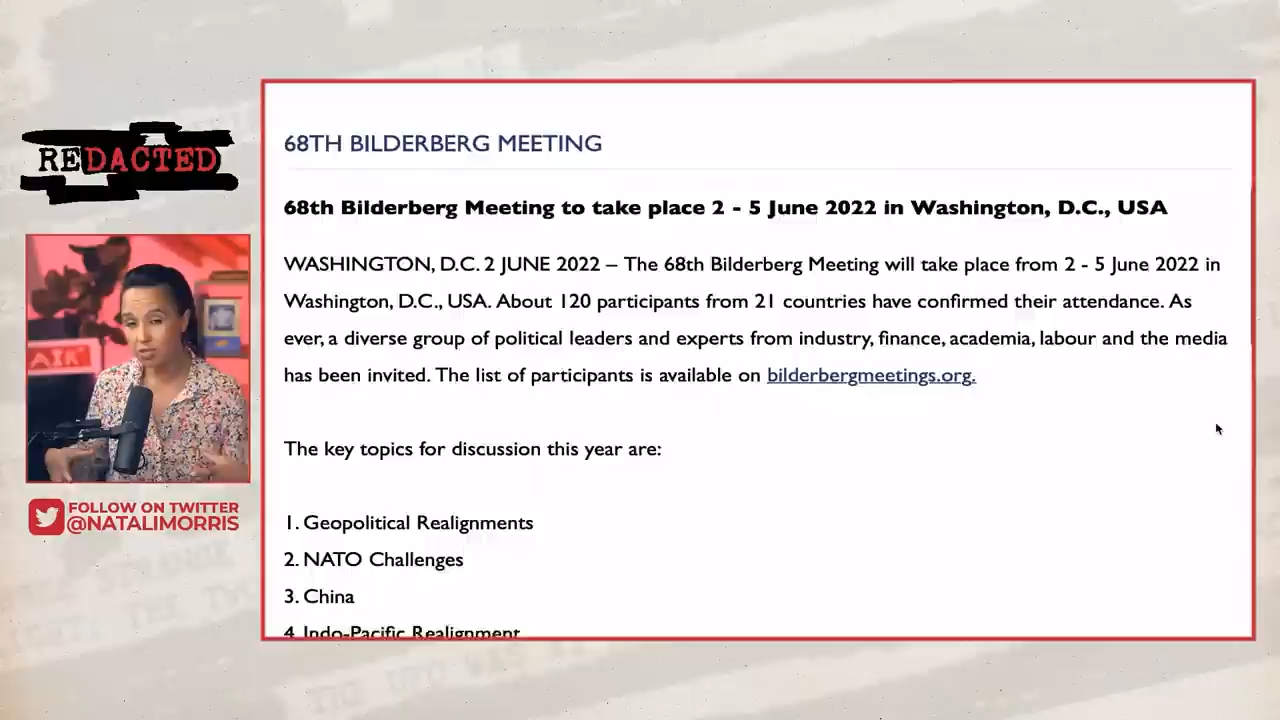 REDACTED
AIR
FOLLOW ON TWITTER
@NATALIMORRIS
68TH BILDERBERG MEETING
68th Bilderberg Meeting to take place 2 - 5 June 2022 in Washington, D.C., USA
WASHINGTON, D.C. 2 JUNE 2022 – The 68th Bilderberg Meeting will take place from 2 - 5 June 2022 in
Washington, D.C., USA. About 120 participants from 21 countries have confirmed their attendance. As
ever, a diverse group of political leaders and experts from industry, finance, academia, labour and the media
has been invited. The list of participants is available on bilderbergmeetings.org.
The key topics for discussion this year are:
1. Geopolitical Realignments
2. NATO Challenges
3. China
4. Indo-Pacific Realignment